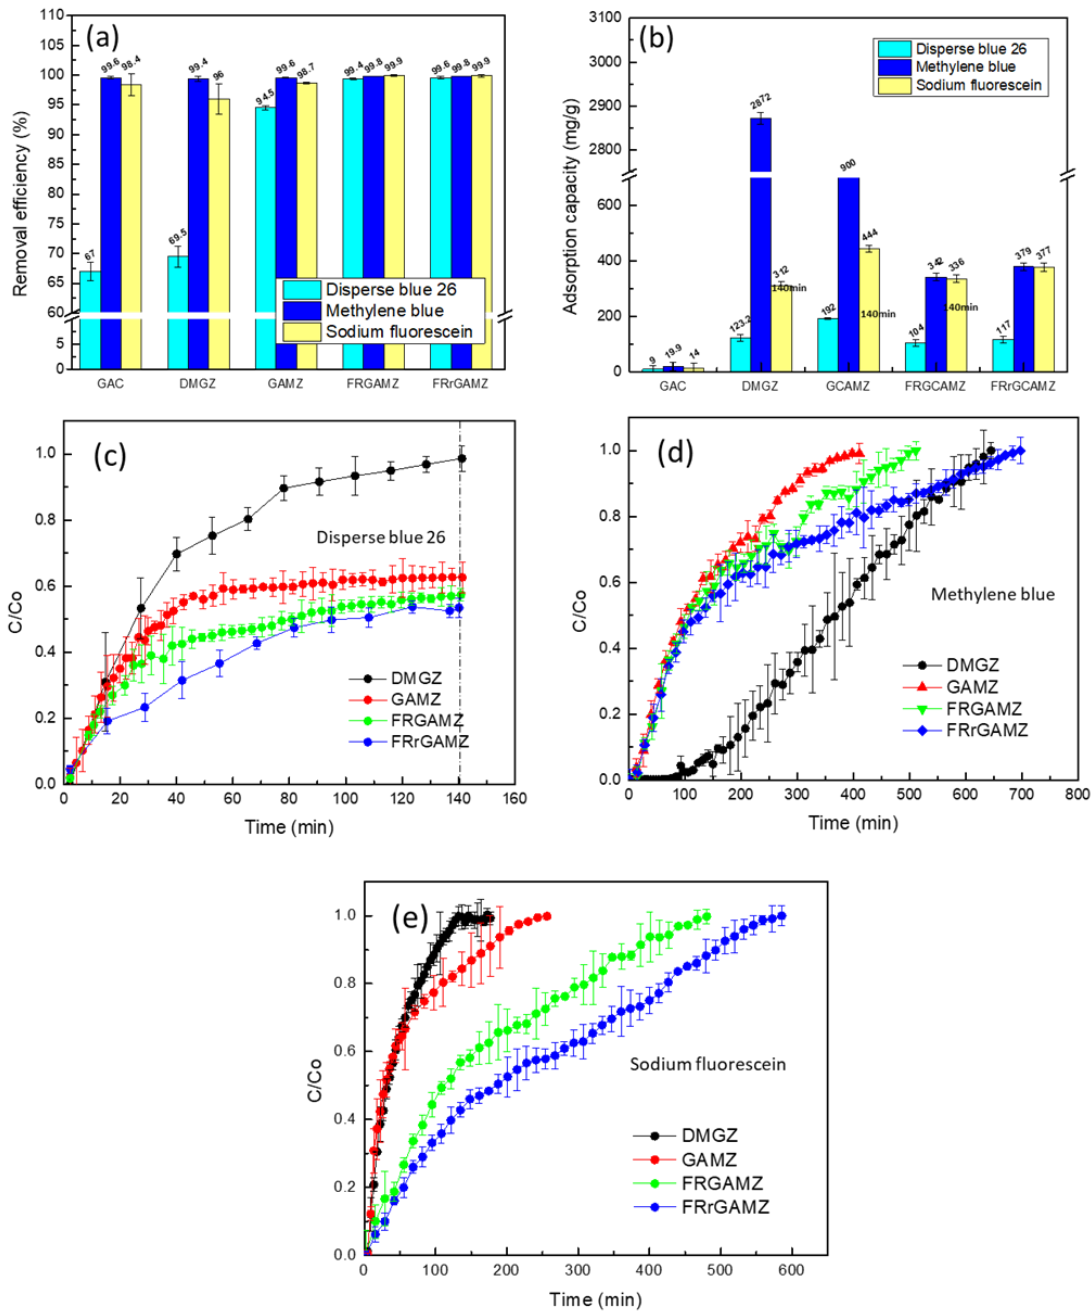 (a)
Removal efficiency (%)
110
105
100
95
90
85
80
75
70
65
60
5
0
67
99.6
98.4
69.5
99.4
96
94.5
99.6
98.7
99.4
99.8
99.9
99.6
99.8
99.9
Disperse blue 26
Methylene blue
Sodium fluorescein
GAC DMGZ GAMZ FRGAMZ FRrGAMZ
(b)
Adsorption capacity (mg/g)
3100
3000
2900
2800
600
400
200
0
Disperse blue 26
Methylene blue
Sodium fluorescein
9
19.9
14
123.2
2872
312
140min
192
900
444
140min
104
342
336
140min
117
379
377
GAC DMGZ GCAMZ FRGCAMZ FRrGCAMZ
(c)
C/Co
1.0
0.8
0.6
0.4
0.2
0.0
Disperse blue 26
DMGZ
GAMZ
FRGAMZ
FRrGAMZ
0 20 40 60 80 100 120 140 160
Time (min)
(d)
C/Co
1.0
0.8
0.6
0.4
0.2
0.0
Methylene blue
DMGZ
GAMZ
FRGAMZ
FRrGAMZ
0 100 200 300 400 500 600 700 800
Time (min)
(e)
C/Co
1.0
0.8
0.6
0.4
0.2
0.0
Sodium fluorescein
DMGZ
GAMZ
FRGAMZ
FRrGAMZ
0 100 200 300 400 500 600
Time (min)